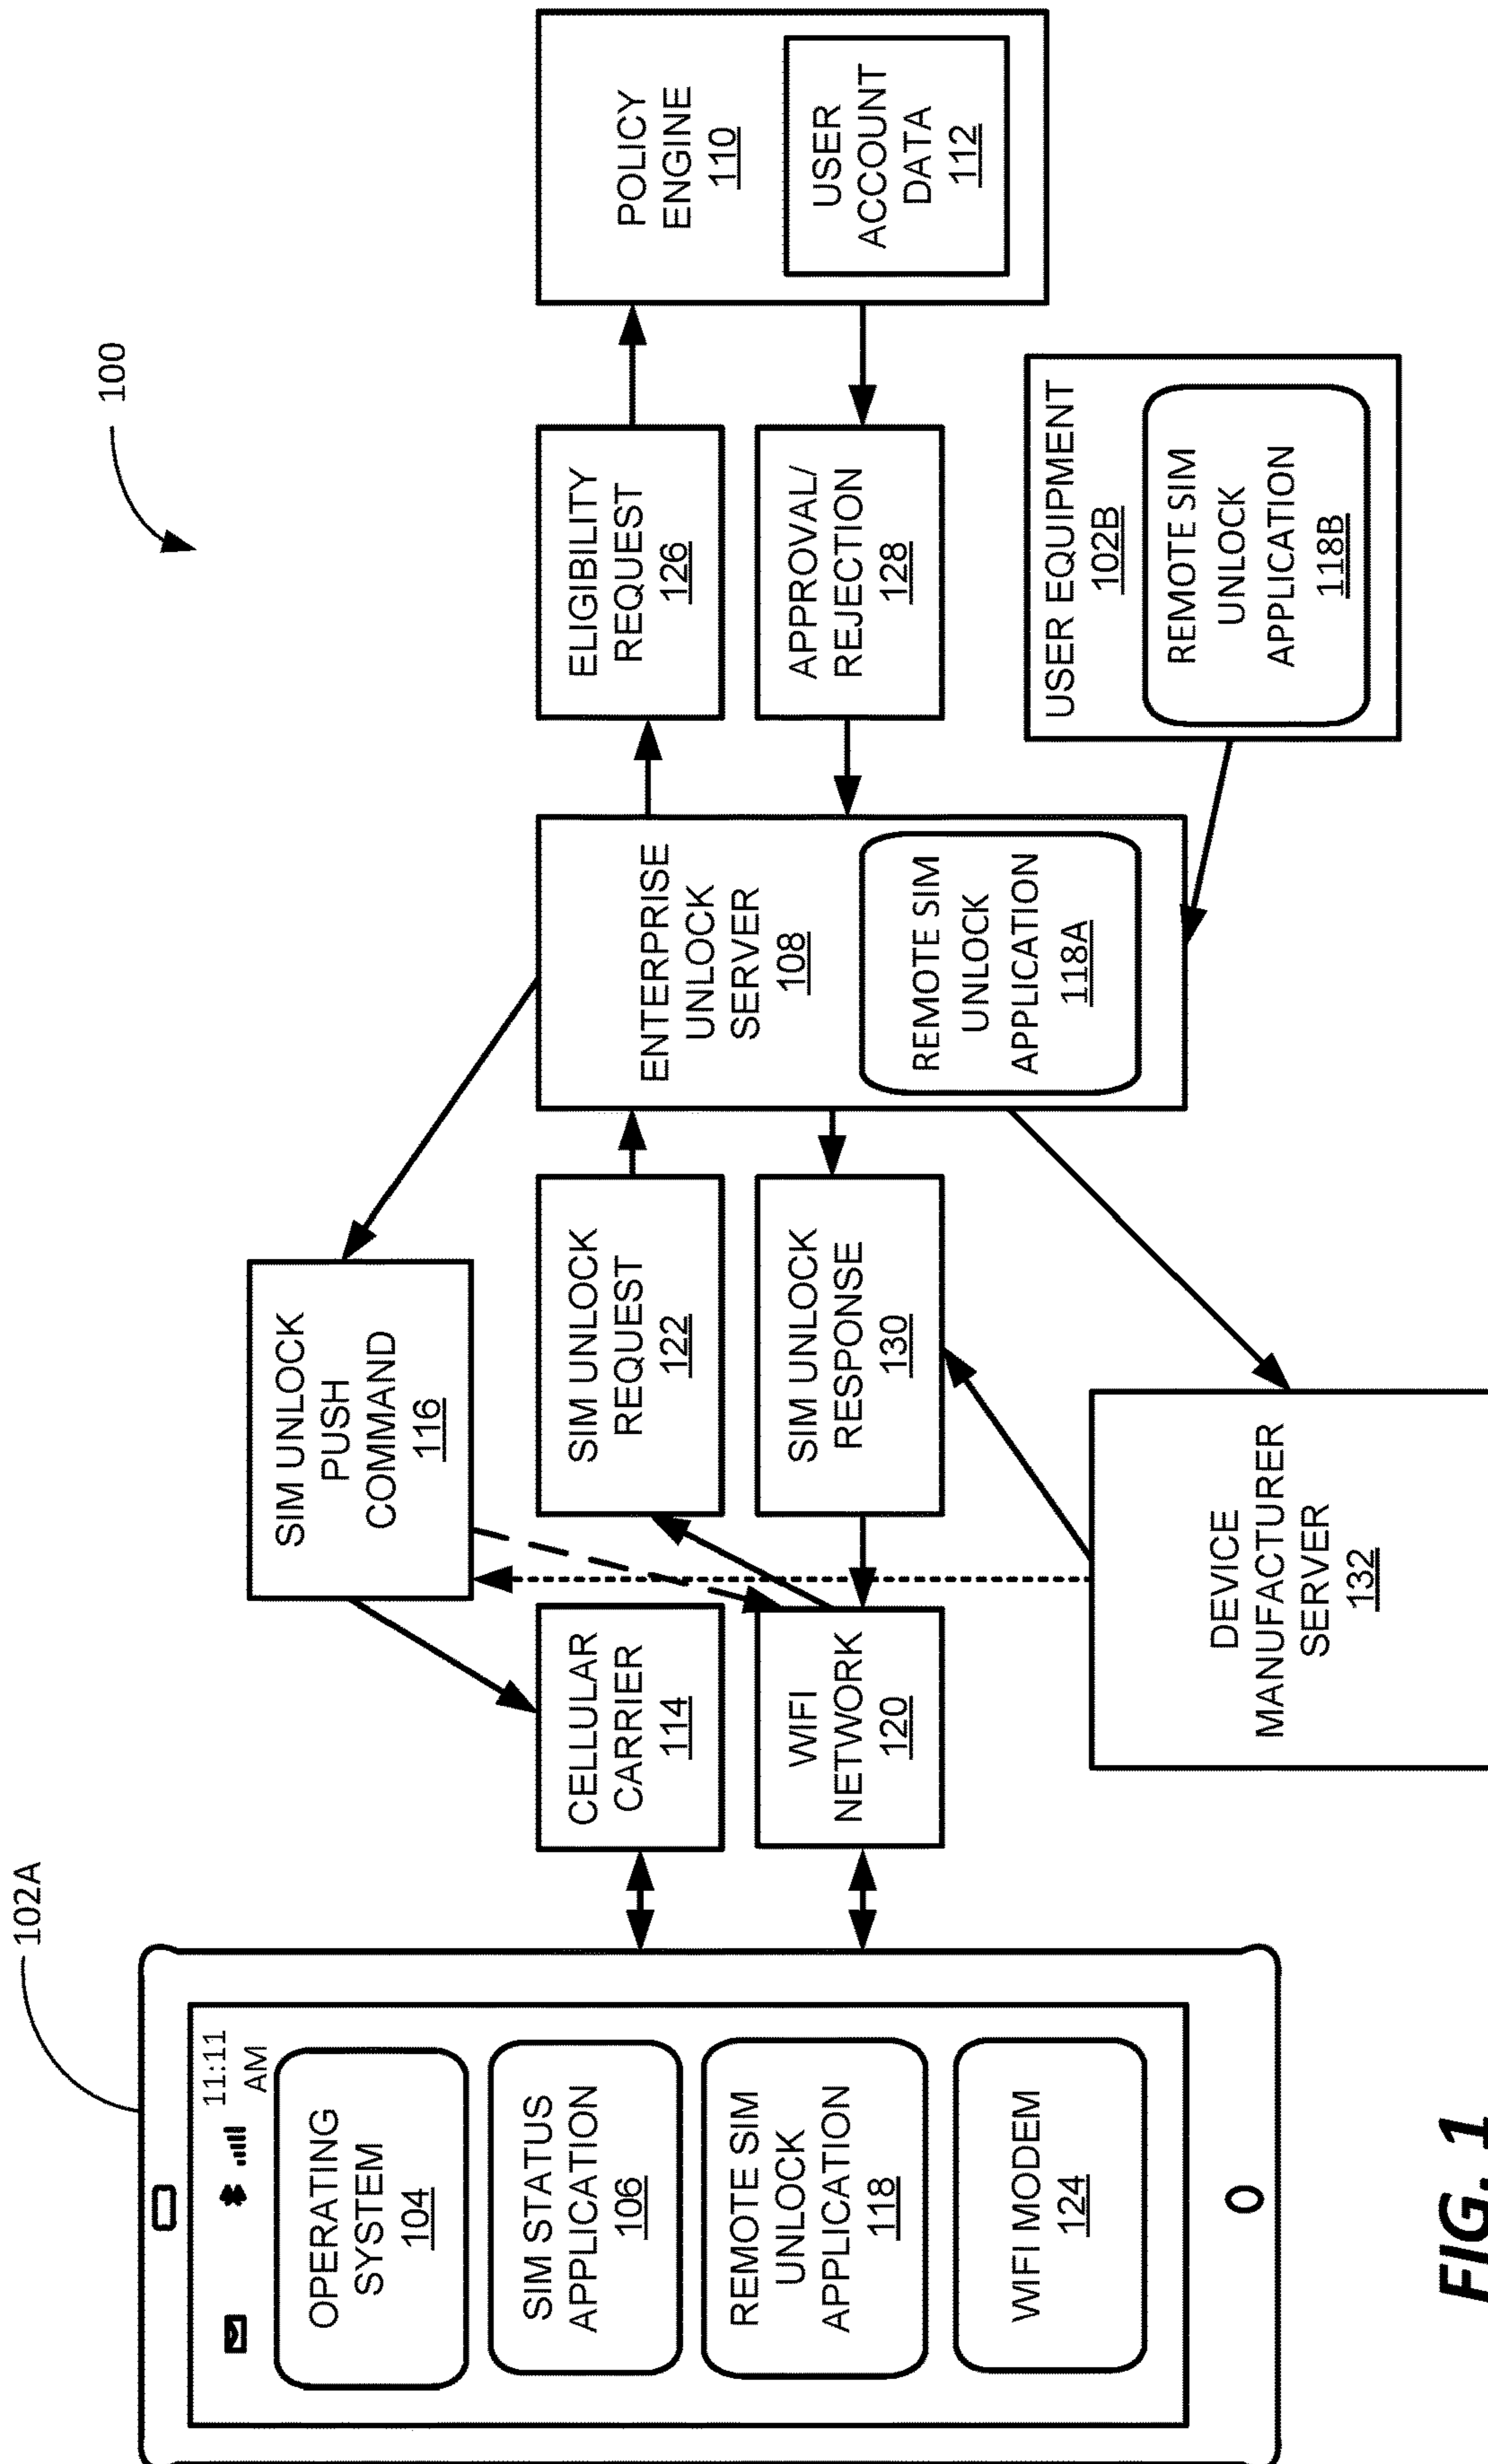 100
102A
11:11
AM
OPERATING
SYSTEM
104
SIM STATUS
APPLICATION
106
REMOTE SIM
UNLOCK
APPLICATION
118
WIFI MODEM
124
CELLULAR
CARRIER
114
WIFI
NETWORK
120
SIM UNLOCK
PUSH
COMMAND
116
SIM UNLOCK
REQUEST
122
SIM UNLOCK
RESPONSE
130
DEVICE
MANUFACTURER
SERVER
132
ENTERPRISE
UNLOCK
SERVER
108
REMOTE SIM
UNLOCK
APPLICATION
118A
ELIGIBILITY
REQUEST
126
APPROVAL/
REJECTION
128
USER EQUIPMENT
102B
REMOTE SIM
UNLOCK
APPLICATION
118B
POLICY
ENGINE
110
USER
ACCOUNT
DATA
112
FIG. 1